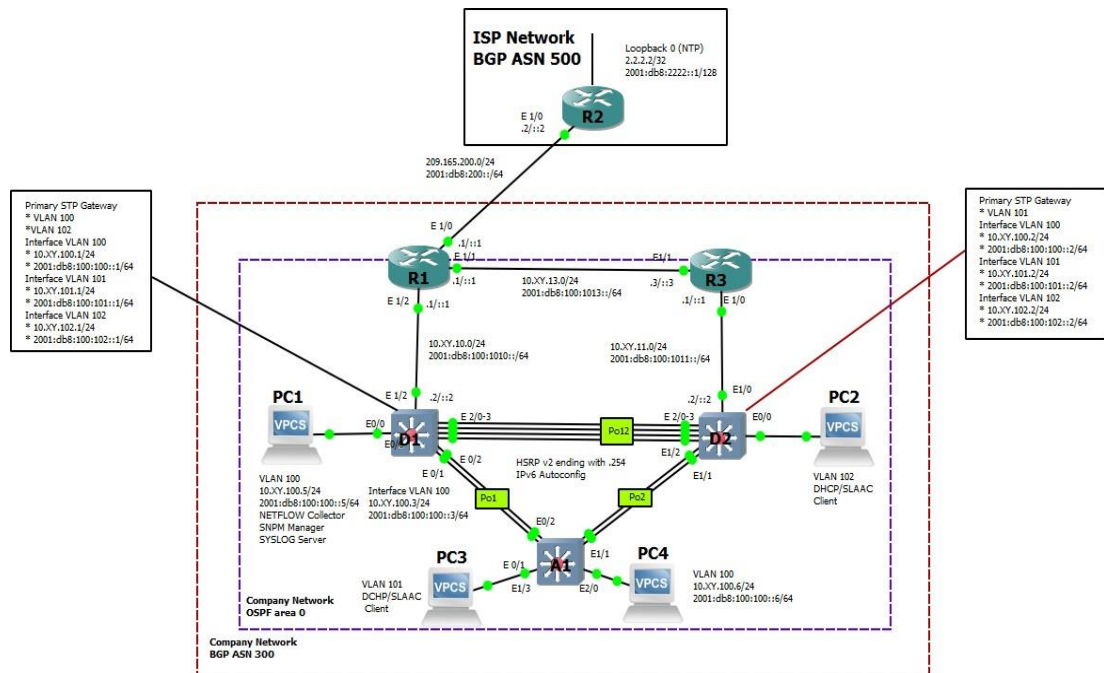 ISP Network
BGP ASN 500
Loopback 0 (NTP)
2.2.2.2/32
2001:db8:2222::1/128
R2
E 1/0
.2/::2
209.165.200.0/24
2001:db8:200::/64
Primary STP Gateway
* VLAN 100
*VLAN 102
Interface VLAN 100
* 10.XY.100.1/24
* 2001:db8:100:100::1/64
Interface VLAN 101
* 10.XY.101.1/24
* 2001:db8:100:101::1/64
Interface VLAN 102
* 10.XY.102.1/24
* 2001:db8:100:102::1/64
Primary STP Gateway
* VLAN 101
Interface VLAN 100
* 10.XY.100.2/24
* 2001:db8:100:100::2/64
Interface VLAN 101
* 10.XY.101.2/24
* 2001:db8:100:101::2/64
Interface VLAN 102
* 10.XY.102.2/24
* 2001:db8:100:102::2/64
E 1/0
.1/::1
E 1/1
.1/::1
R1
E 1/2
.1/::1
10.XY.13.0/24
2001:db8:100:1013::/64
E1/1
.3/::3
R3
.1/::1
E 1/0
10.XY.10.0/24
2001:db8:100:1010::/64
10.XY.11.0/24
2001:db8:100:1011::/64
E 1/2
.2/::2
E1/0
.2/::2
PC1
VPCS
E0/0
E0/0
D1
E 2/0-3
Po12
E 2/0-3
D2
E0/0
PC2
VPCS
E 0/2
E 0/1
HSRP v2 ending with .254
IPv6 Autoconfig
E1/2
E1/1
VLAN 100
10.XY.100.5/24
2001:db8:100:100::5/64
NETFLOW Collector
SNPM Manager
SYSLOG Server
Interface VLAN 100
10.XY.100.3/24
2001:db8:100:100::3/64
Po1
Po2
VLAN 102
DHCP/SLAAC
Client
E0/2
E1/1
A1
E 0/1
E1/3
E2/0
PC3
VPCS
VLAN 101
DCHP/SLAAC
Client
PC4
VPCS
VLAN 100
10.XY.100.6/24
2001:db8:100:100::6/64
Company Network
OSPF area 0
Company Network
BGP ASN 300